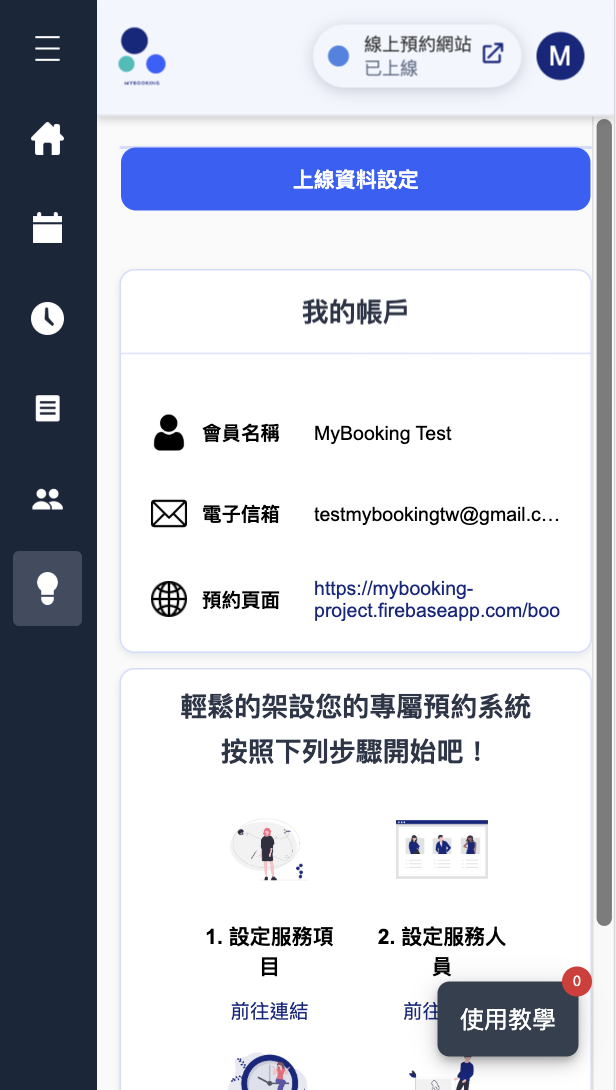 MYBOOKING
線上預約網站
已上線
M
上線資料設定
我的帳戶
會員名稱
MyBooking Test
電子信箱
testmybookingtw@gmail.c...
預約頁面
https://mybooking-
project.firebaseapp.com/boo
輕鬆的架設您的專屬預約系統
按照下列步驟開始吧！
1. 設定服務項
目
2. 設定服務人
員
前往連結
前往
0
使用教學